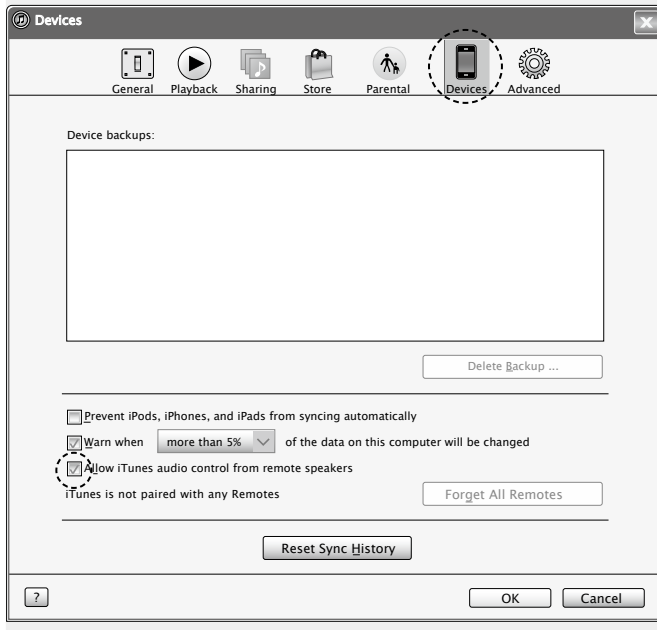 Devices
General Playback Sharing Store Parental Devices Advanced
Device backups:
Delete Backup ...
Prevent iPods, iPhones, and iPads from syncing automatically
Warn when more than 5% of the data on this computer will be changed
Allow iTunes audio control from remote speakers
iTunes is not paired with any Remotes Forget All Remotes
Reset Sync History
? OK Cancel